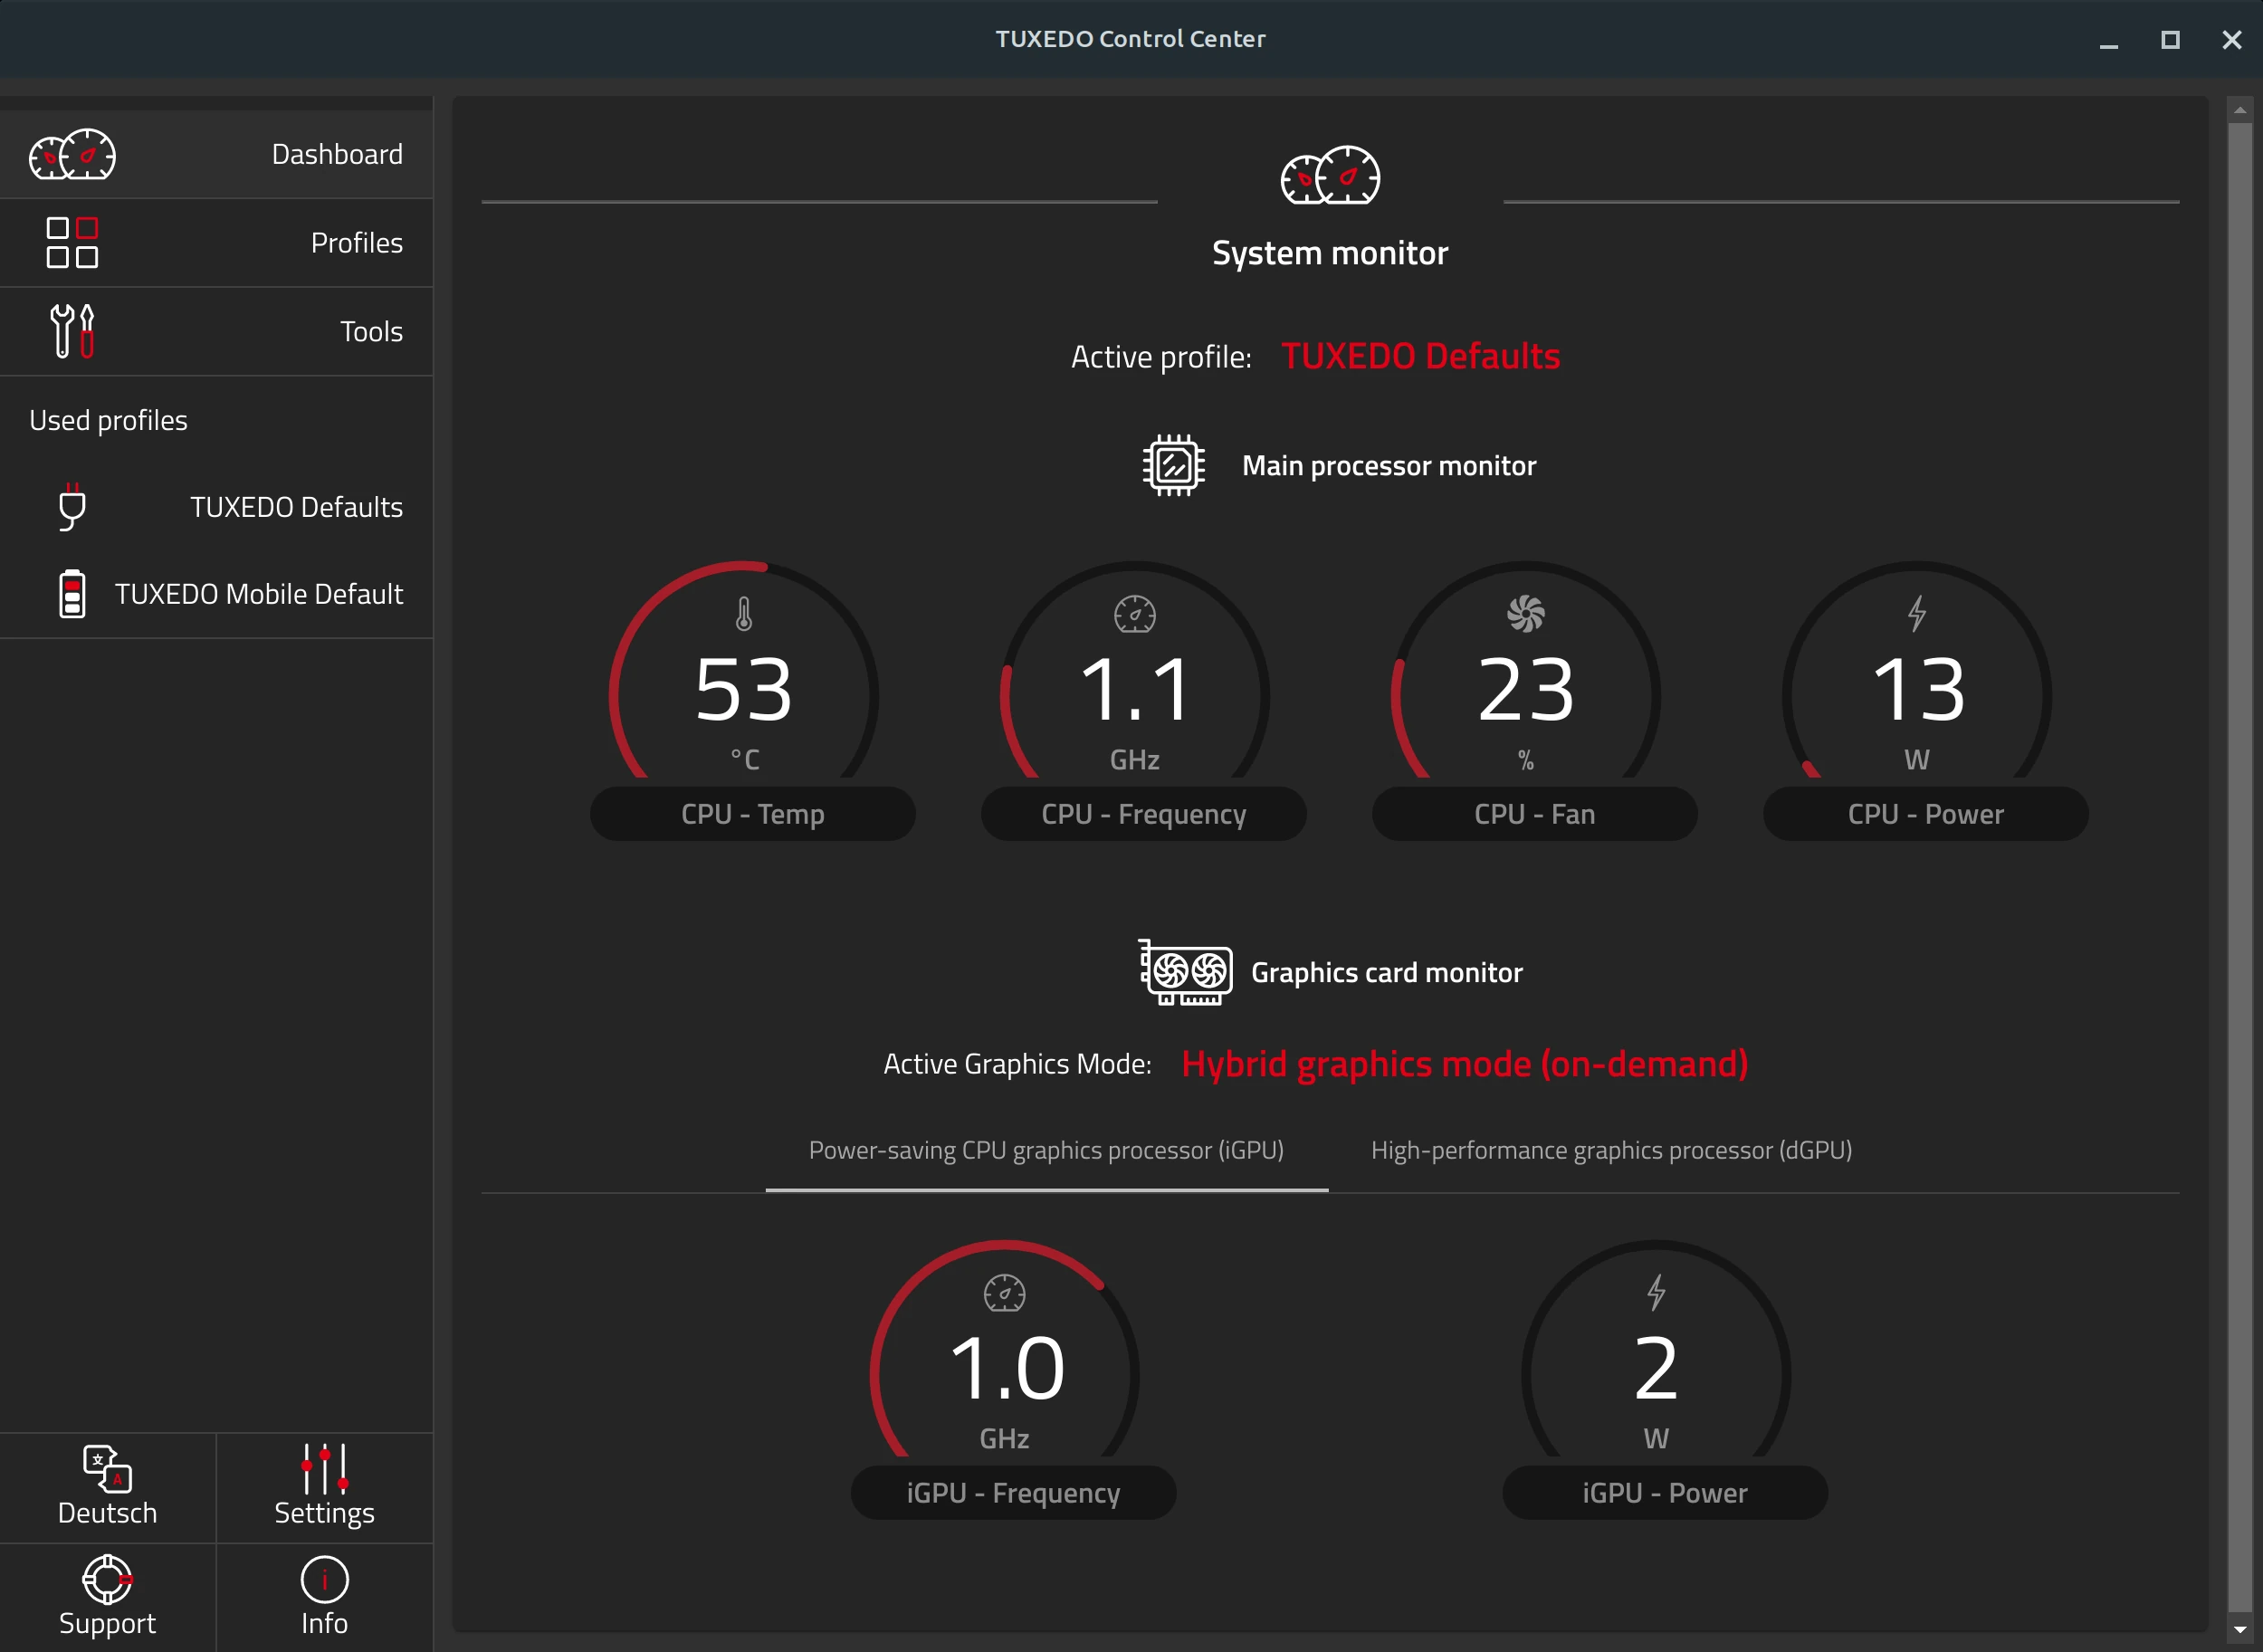 TUXEDO Control Center
Dashboard
Profiles
Tools
Used profiles
TUXEDO Defaults
TUXEDO Mobile Default
Deutsch
Settings
Support
Info
System monitor
Active profile: TUXEDO Defaults
Main processor monitor
53 1.1 23 13
°C GHz % W
CPU - Temp CPU - Frequency CPU - Fan CPU - Power
Graphics card monitor
Active Graphics Mode: Hybrid graphics mode (on-demand)
Power-saving CPU graphics processor (iGPU) High-performance graphics processor (dGPU)
1.0 2
GHz W
iGPU - Frequency iGPU - Power